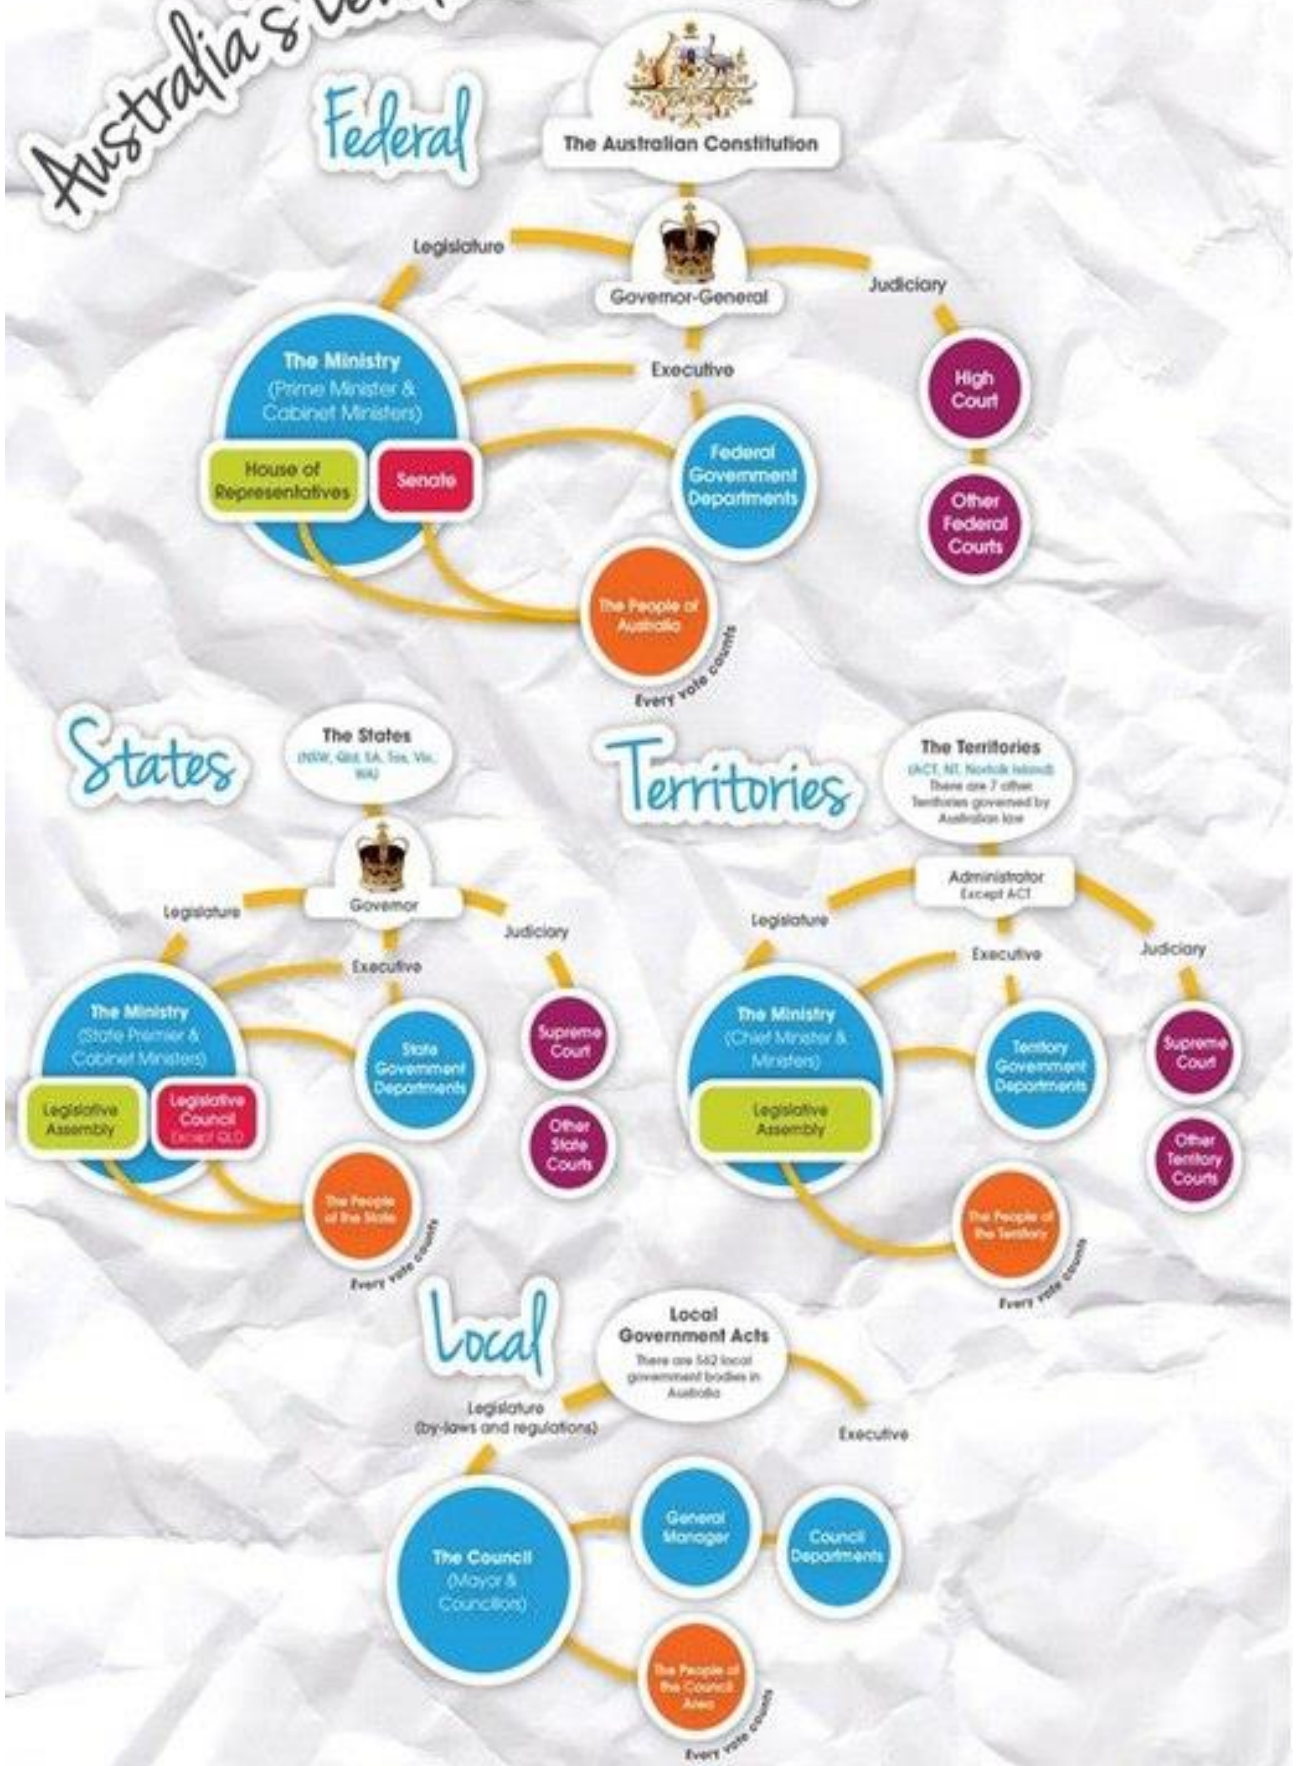 Australia's
Federal
The Australian Constitution
Governor-General
Legislature
Judiciary
Executive
The Ministry
(Prime Minister &
Cabinet Ministers)
House of
Representatives
Senate
Federal
Government
Departments
High
Court
Other
Federal
Courts
The People of
Australia
Every vote counts
States
The States
(NSW, Qld, SA, Tas, Vic,
WA)
Governor
Legislature
Judiciary
Executive
The Ministry
(State Premier &
Cabinet Ministers)
Legislative
Assembly
Legislative
Council
Except QLD
State
Government
Departments
Supreme
Court
Other
State
Courts
The People
of the State
Every vote counts
Territories
The Territories
(ACT, NT, Norfolk Island)
There are 7 other
Territories governed by
Australian law
Administrator
Except ACT
Legislature
Judiciary
Executive
The Ministry
(Chief Minister &
Ministers)
Legislative
Assembly
Territory
Government
Departments
Supreme
Court
Other
Territory
Courts
The People of
the Territory
Every vote counts
Local
Local
Government Acts
There are 562 local
government bodies in
Australia
Legislature
(by-laws and regulations)
Executive
The Council
(Mayor &
Councillors)
General
Manager
Council
Departments
The People of
the Council
Area
Every vote counts